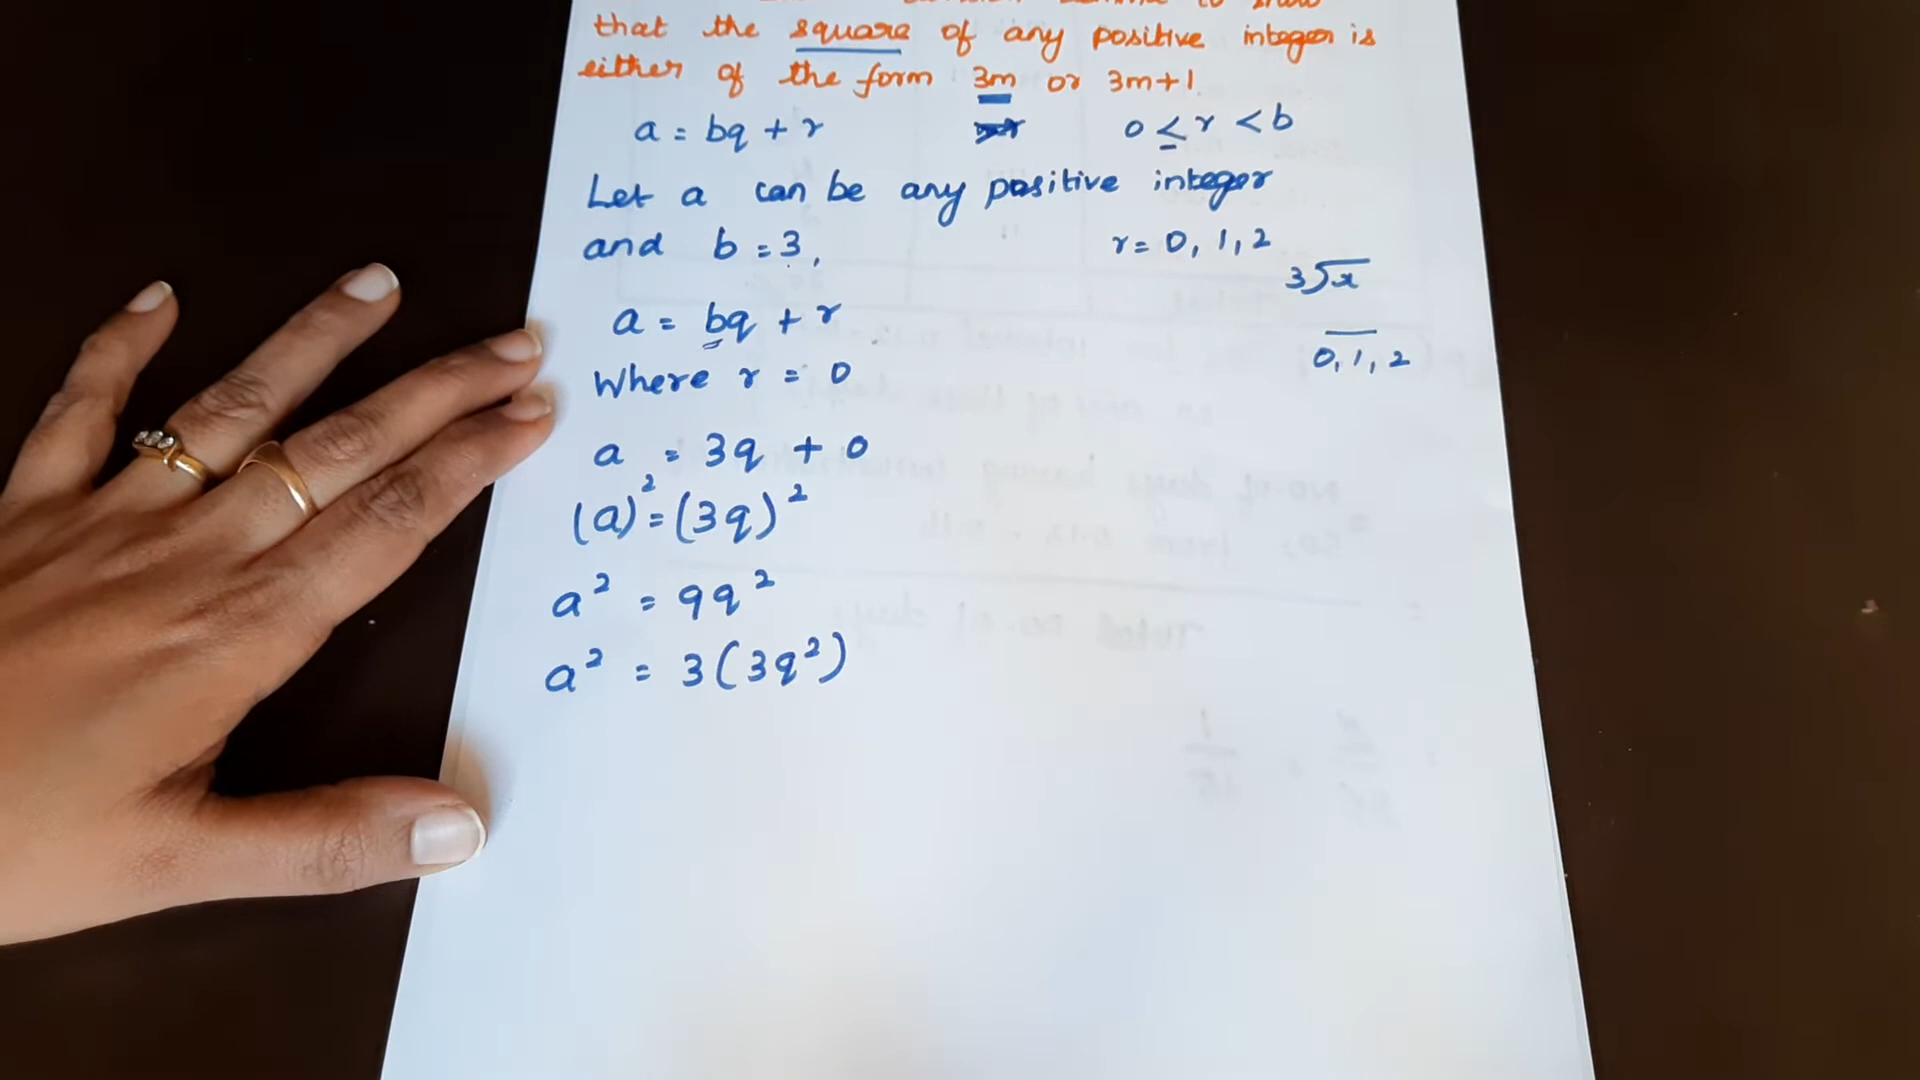 that the square of any positive integer is
either of the form 3m or 3m+1
a = bq + r 0 ≤ r < b
Let a can be any positive integer
and b = 3, r = 0, 1, 2
3)x
a = bq + r
0, 1, 2
Where r = 0
a = 3q + 0
(a)² = (3q)²
a² = 9q²
a² = 3(3q²)